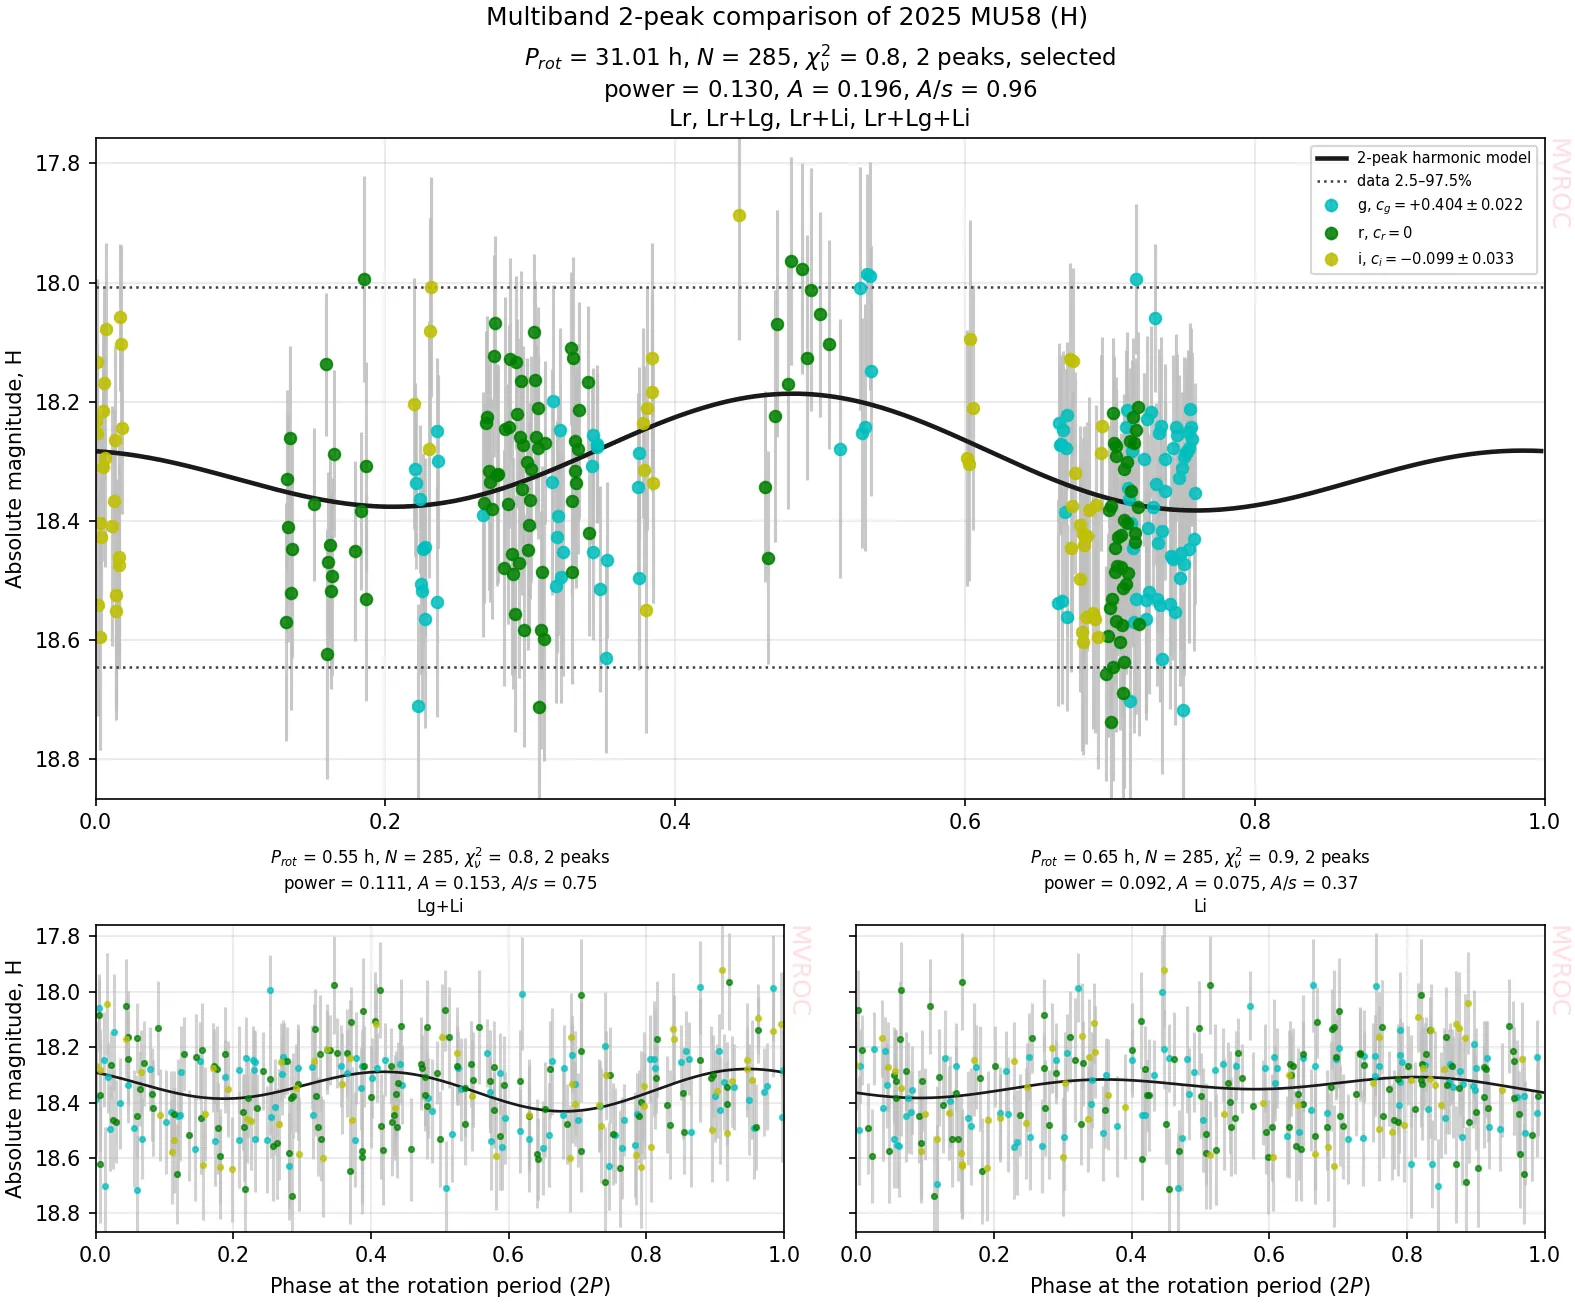 Multiband 2-peak comparison of 2025 MU58 (H)
P_rot = 31.01 h, N = 285, χ²_ν = 0.8, 2 peaks, selected
power = 0.130, A = 0.196, A/s = 0.96
Lr, Lr+Lg, Lr+Li, Lr+Lg+Li
MVROC
2-peak harmonic model
data 2.5–97.5%
g, c_g = +0.404 ± 0.022
r, c_r = 0
i, c_i = −0.099 ± 0.033
Absolute magnitude, H
17.8
18.0
18.2
18.4
18.6
18.8
0.0 0.2 0.4 0.6 0.8 1.0
P_rot = 0.55 h, N = 285, χ²_ν = 0.8, 2 peaks
power = 0.111, A = 0.153, A/s = 0.75
Lg+Li
MVROC
Absolute magnitude, H
17.8
18.0
18.2
18.4
18.6
18.8
0.0 0.2 0.4 0.6 0.8 1.0
Phase at the rotation period (2P)
P_rot = 0.65 h, N = 285, χ²_ν = 0.9, 2 peaks
power = 0.092, A = 0.075, A/s = 0.37
Li
MVROC
0.0 0.2 0.4 0.6 0.8 1.0
Phase at the rotation period (2P)